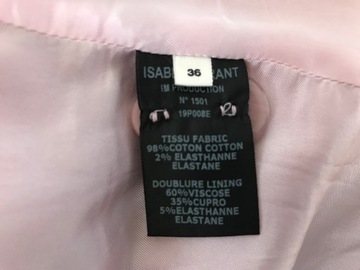 36
ISABEL MARANT
IM PRODUCTION
N° 1501
19P008E
TISSU FABRIC
98%COTON COTTON
2% ELASTHANNE
ELASTANE
DOUBLURE LINING
60%VISCOSE
35%CUPRO
5%ELASTHANNE
ELASTANE